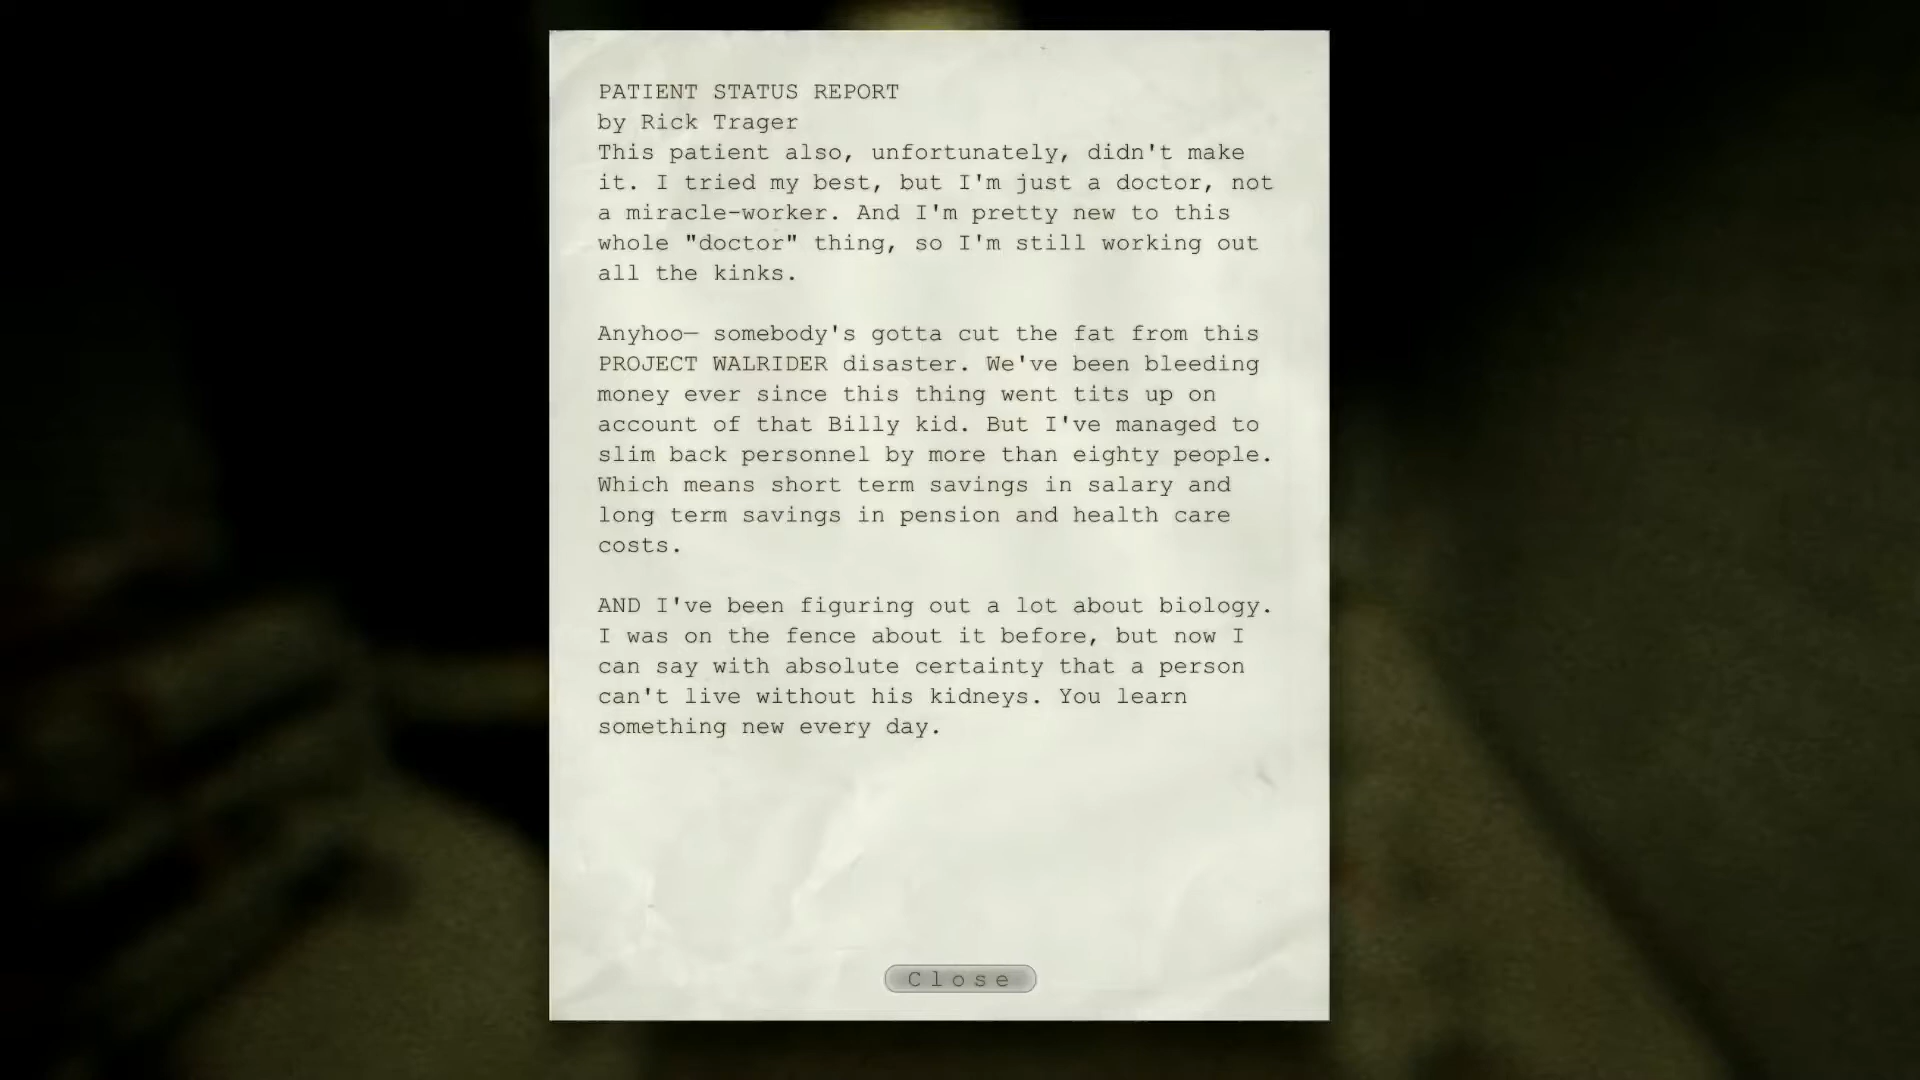 PATIENT STATUS REPORT
by Rick Trager
This patient also, unfortunately, didn't make
it. I tried my best, but I'm just a doctor, not
a miracle-worker. And I'm pretty new to this
whole "doctor" thing, so I'm still working out
all the kinks.
Anyhoo— somebody's gotta cut the fat from this
PROJECT WALRIDER disaster. We've been bleeding
money ever since this thing went tits up on
account of that Billy kid. But I've managed to
slim back personnel by more than eighty people.
Which means short term savings in salary and
long term savings in pension and health care
costs.
AND I've been figuring out a lot about biology.
I was on the fence about it before, but now I
can say with absolute certainty that a person
can't live without his kidneys. You learn
something new every day.
Close